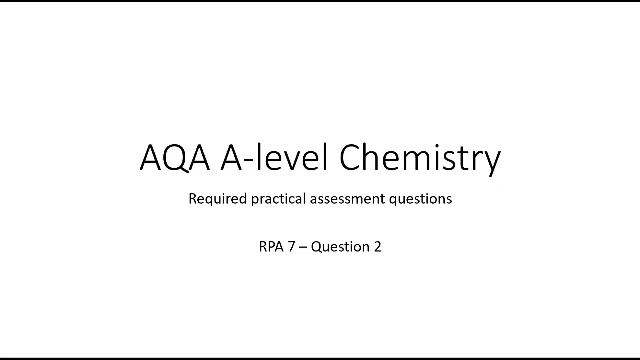 AQA A-level Chemistry
Required practical assessment questions
RPA 7 – Question 2